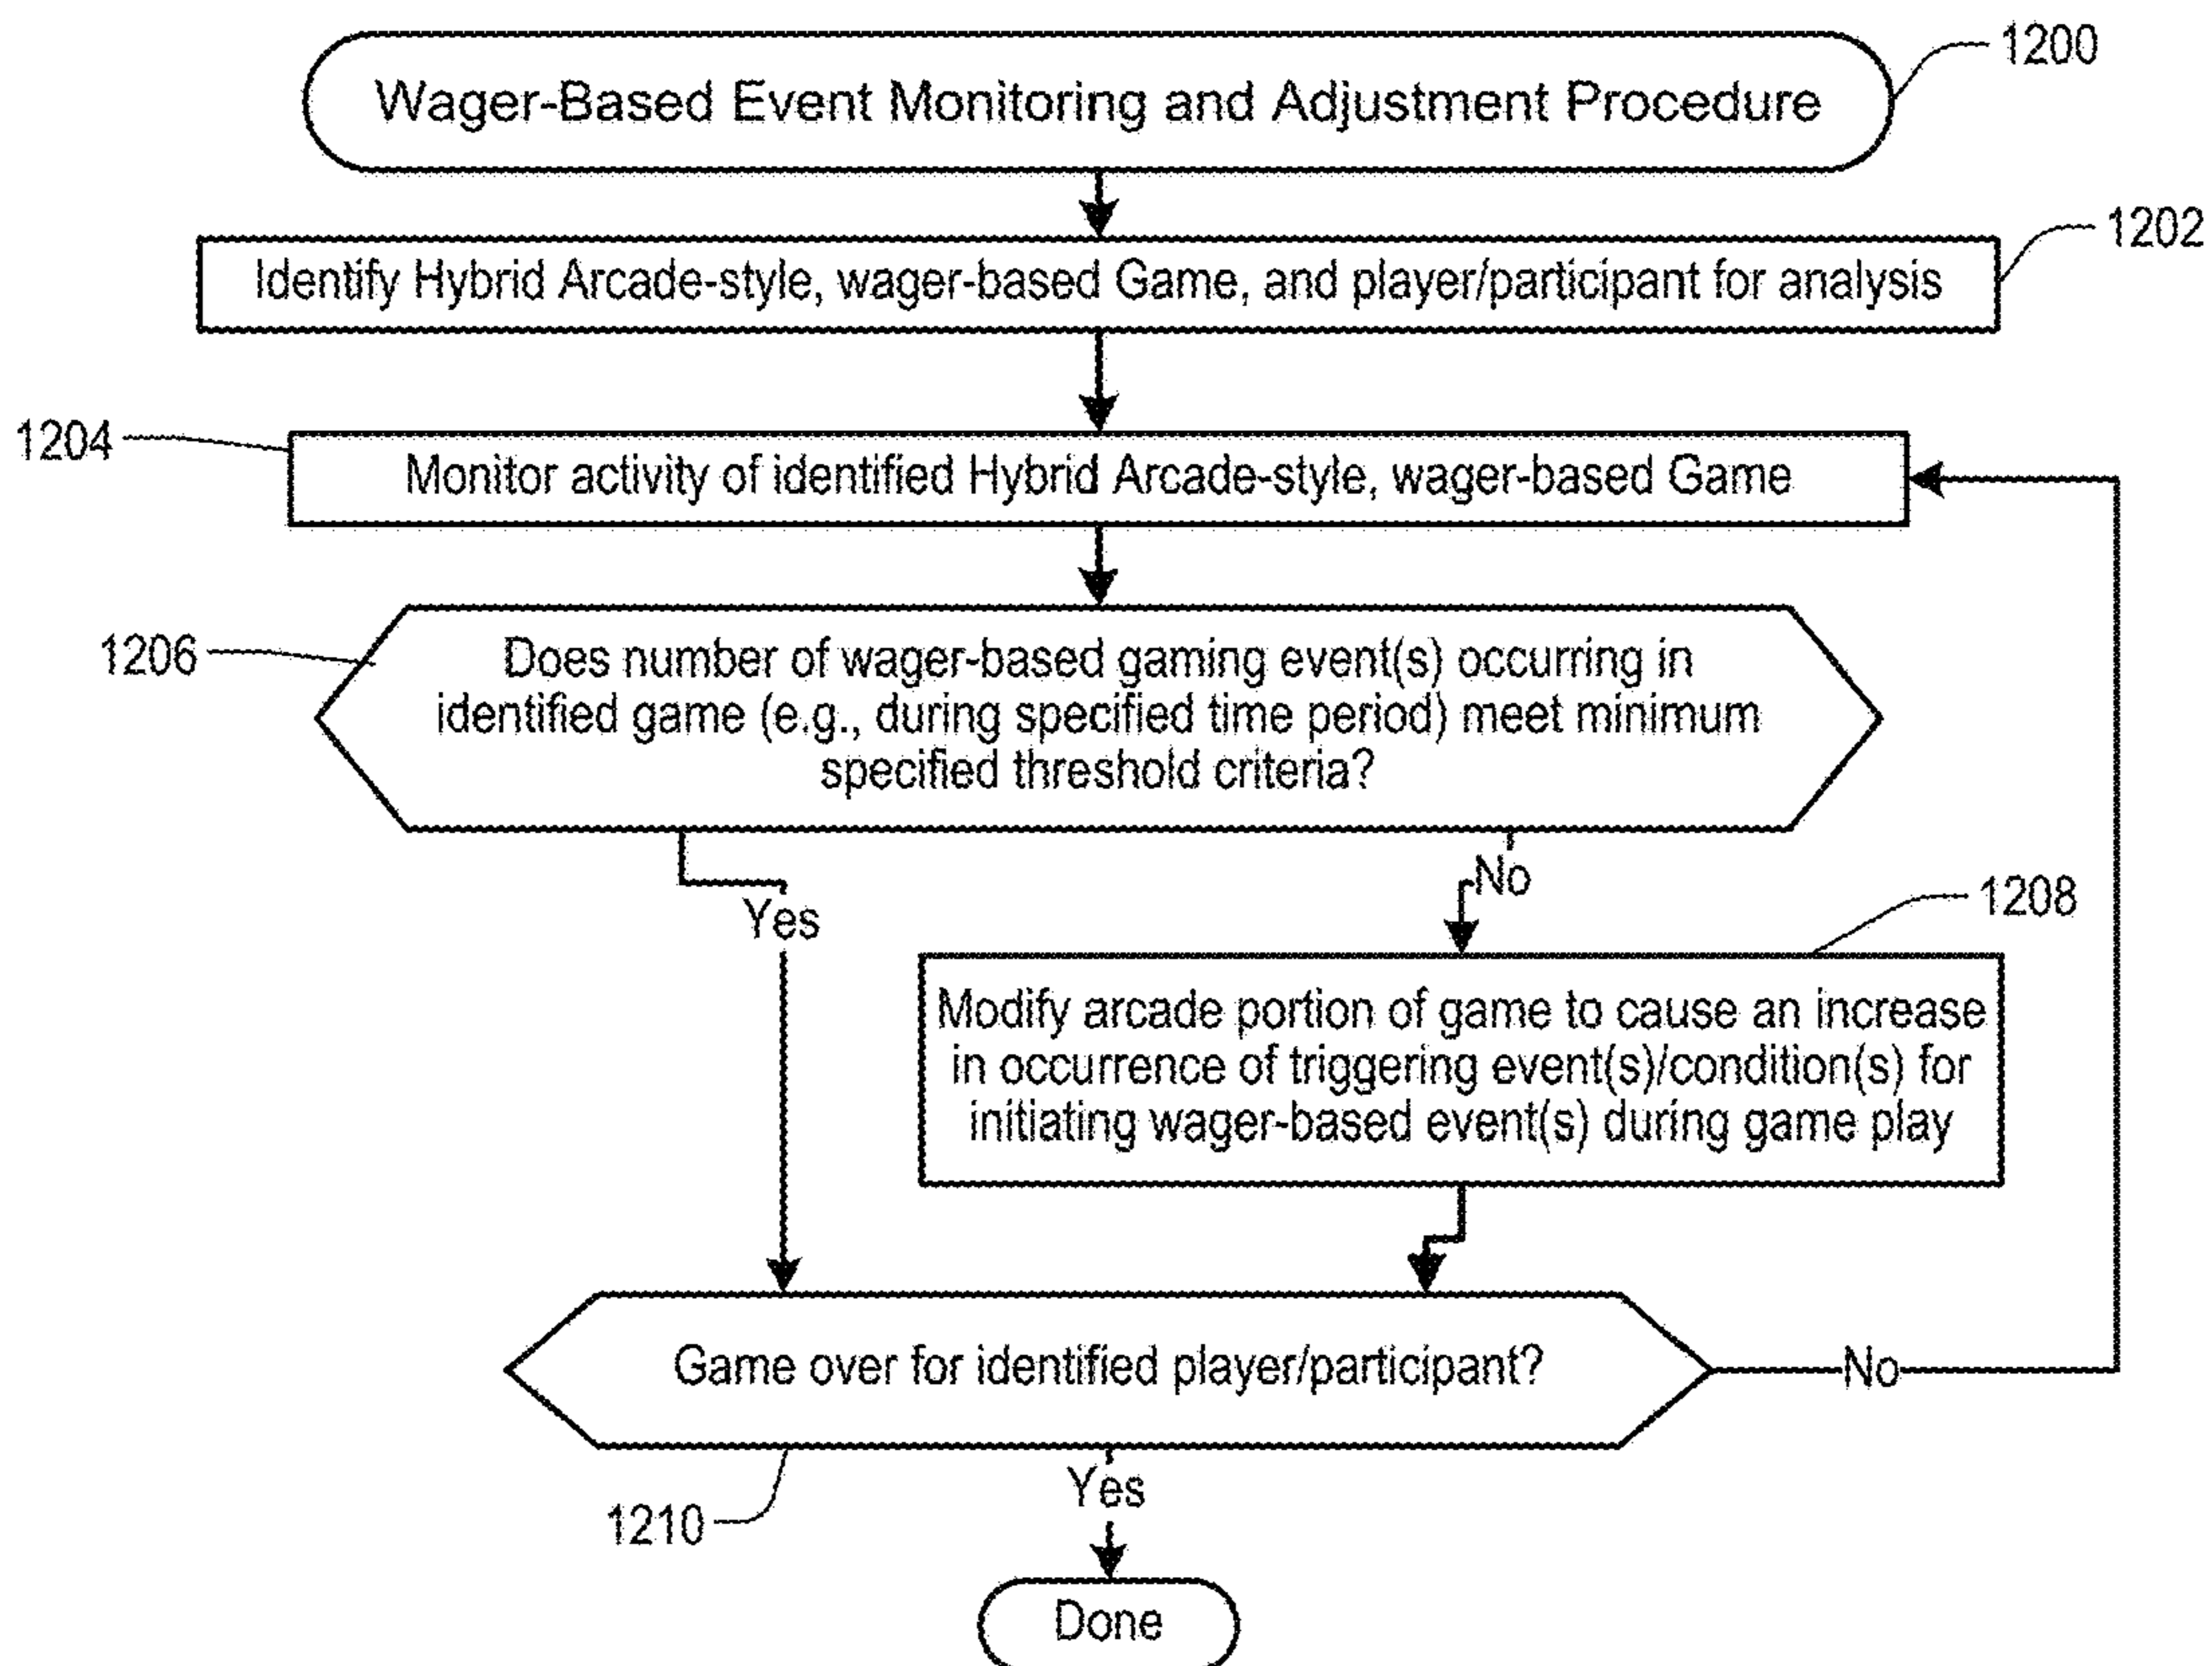 1200
Wager-Based Event Monitoring and Adjustment Procedure
1202
Identify Hybrid Arcade-style, wager-based Game, and player/participant for analysis
1204
Monitor activity of identified Hybrid Arcade-style, wager-based Game
1206
Does number of wager-based gaming event(s) occurring in
identified game (e.g., during specified time period) meet minimum
specified threshold criteria?
No
Yes
1208
Modify arcade portion of game to cause an increase
in occurrence of triggering event(s)/condition(s) for
initiating wager-based event(s) during game play
Game over for identified player/participant?
No
Yes
1210
Done